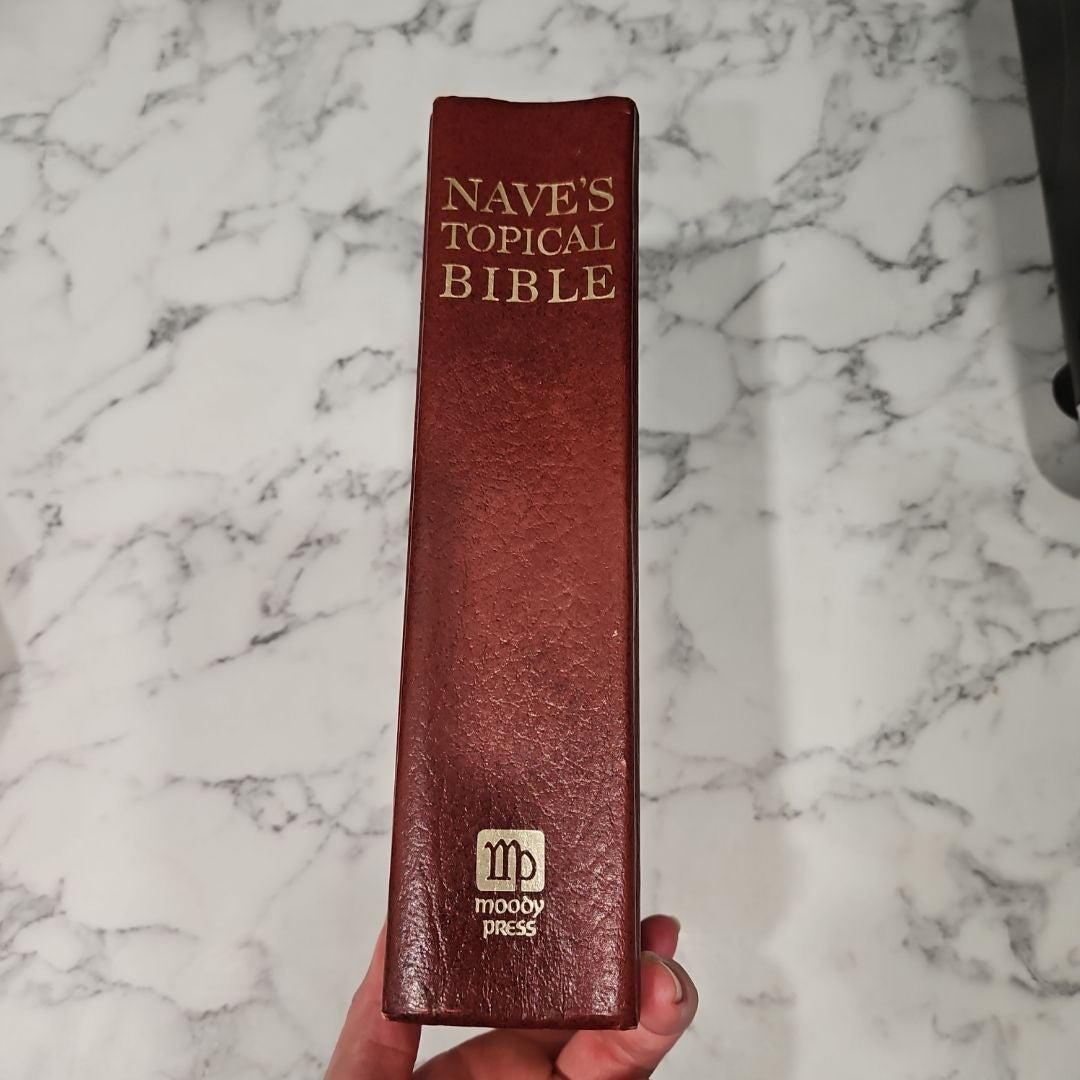 NAVE'S
TOPICAL
BIBLE
mp
moody
press